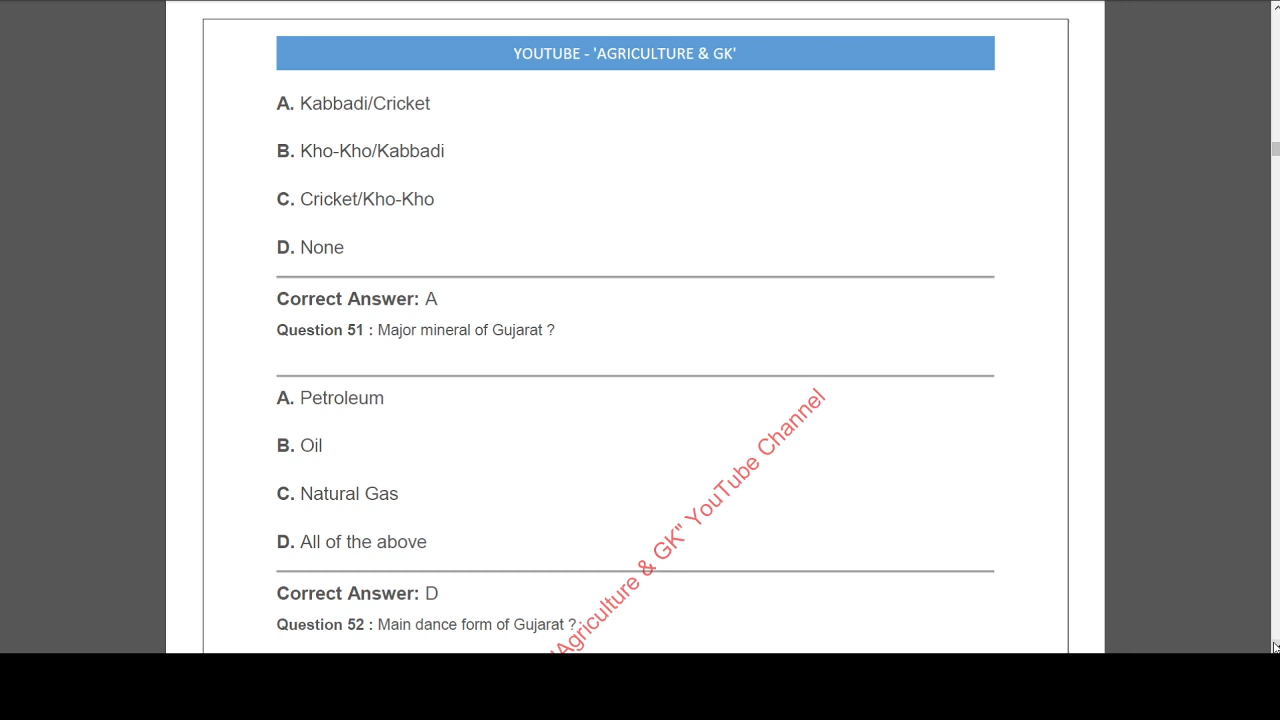 YOUTUBE - 'AGRICULTURE & GK'
A. Kabbadi/Cricket
B. Kho-Kho/Kabbadi
C. Cricket/Kho-Kho
D. None
Correct Answer: A
Question 51 : Major mineral of Gujarat ?
A. Petroleum
B. Oil
C. Natural Gas
D. All of the above
Correct Answer: D
Question 52 : Main dance form of Gujarat ?
"Agriculture & GK" YouTube Channel